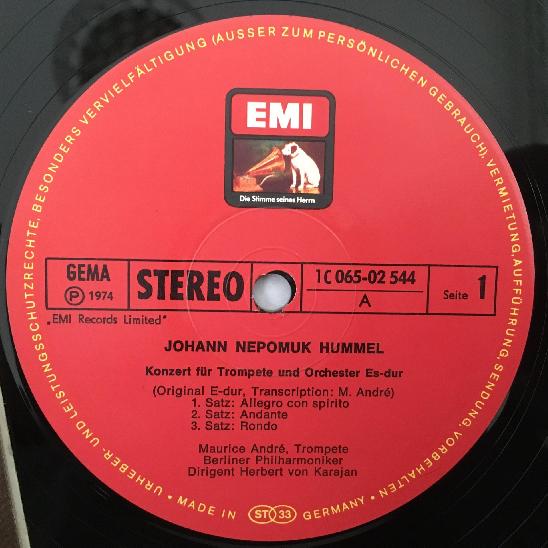 URHEBER- UND LEISTUNGSSCHUTZRECHTE, BESONDERS VERVIELFÄLTIGUNG (AUSSER ZUM PERSÖNLICHEN GEBRAUCH), VERMIETUNG, AUFFÜHRUNG, SENDUNG, VORBEHALTEN
EMI
Die Stimme seines Herrn
GEMA
Ⓟ 1974
STEREO
1C 065-02 544
A
Seite 1
„EMI Records Limited"
JOHANN NEPOMUK HUMMEL
Konzert für Trompete und Orchester Es-dur
(Original E-dur, Transcription: M. André)
1. Satz: Allegro con spirito
2. Satz: Andante
3. Satz: Rondo
Maurice André, Trompete
Berliner Philharmoniker
Dirigent Herbert von Karajan
• MADE IN ST 33 GERMANY •